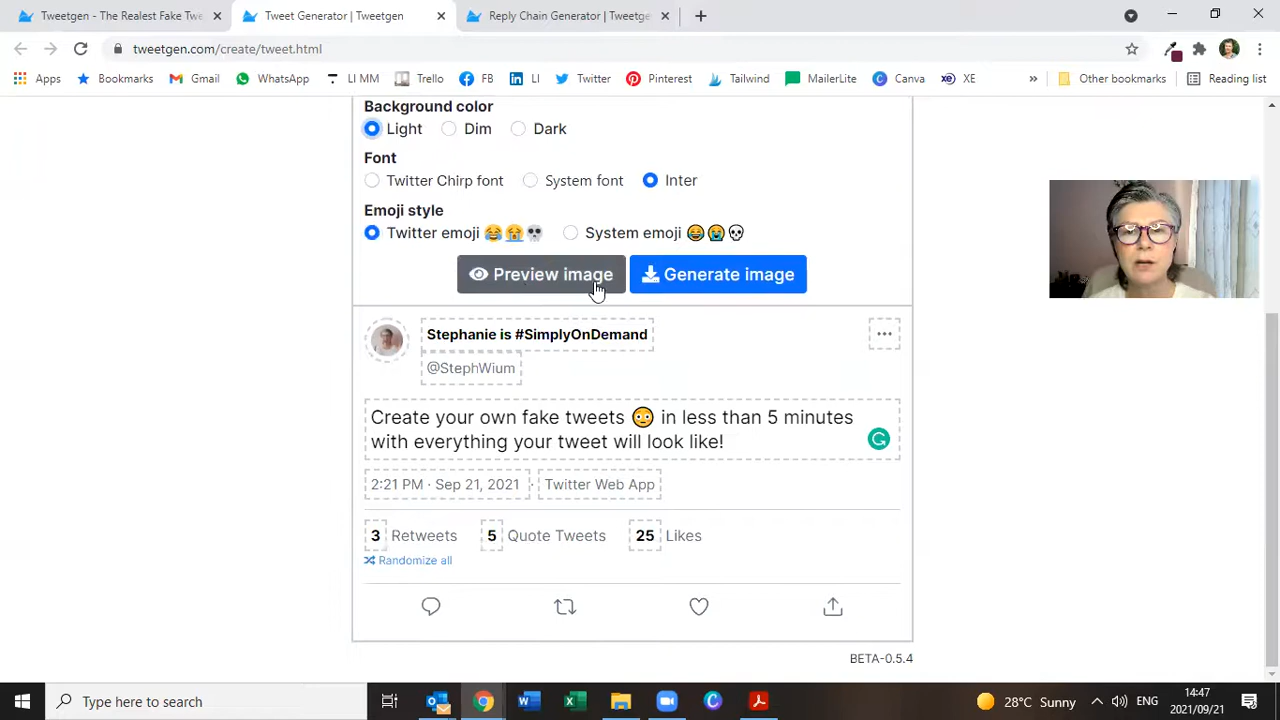 Tweetgen - The Realest Fake Tw
Tweet Generator | Tweetgen
Reply Chain Generator | Tweetge
tweetgen.com/create/tweet.html
Apps Bookmarks Gmail WhatsApp LI MM Trello FB LI Twitter Pinterest Tailwind MailerLite Canva XE » Other bookmarks Reading list
Background color
Light Dim Dark
Font
Twitter Chirp font System font Inter
Emoji style
Twitter emoji 😂😭💀 System emoji 😂😭💀
Preview image Generate image
Stephanie is #SimplyOnDemand
@StephWium
Create your own fake tweets 😳 in less than 5 minutes
with everything your tweet will look like!
2:21 PM · Sep 21, 2021 · Twitter Web App
3 Retweets 5 Quote Tweets 25 Likes
Randomize all
BETA-0.5.4
Type here to search
28°C Sunny ENG 14:47
2021/09/21